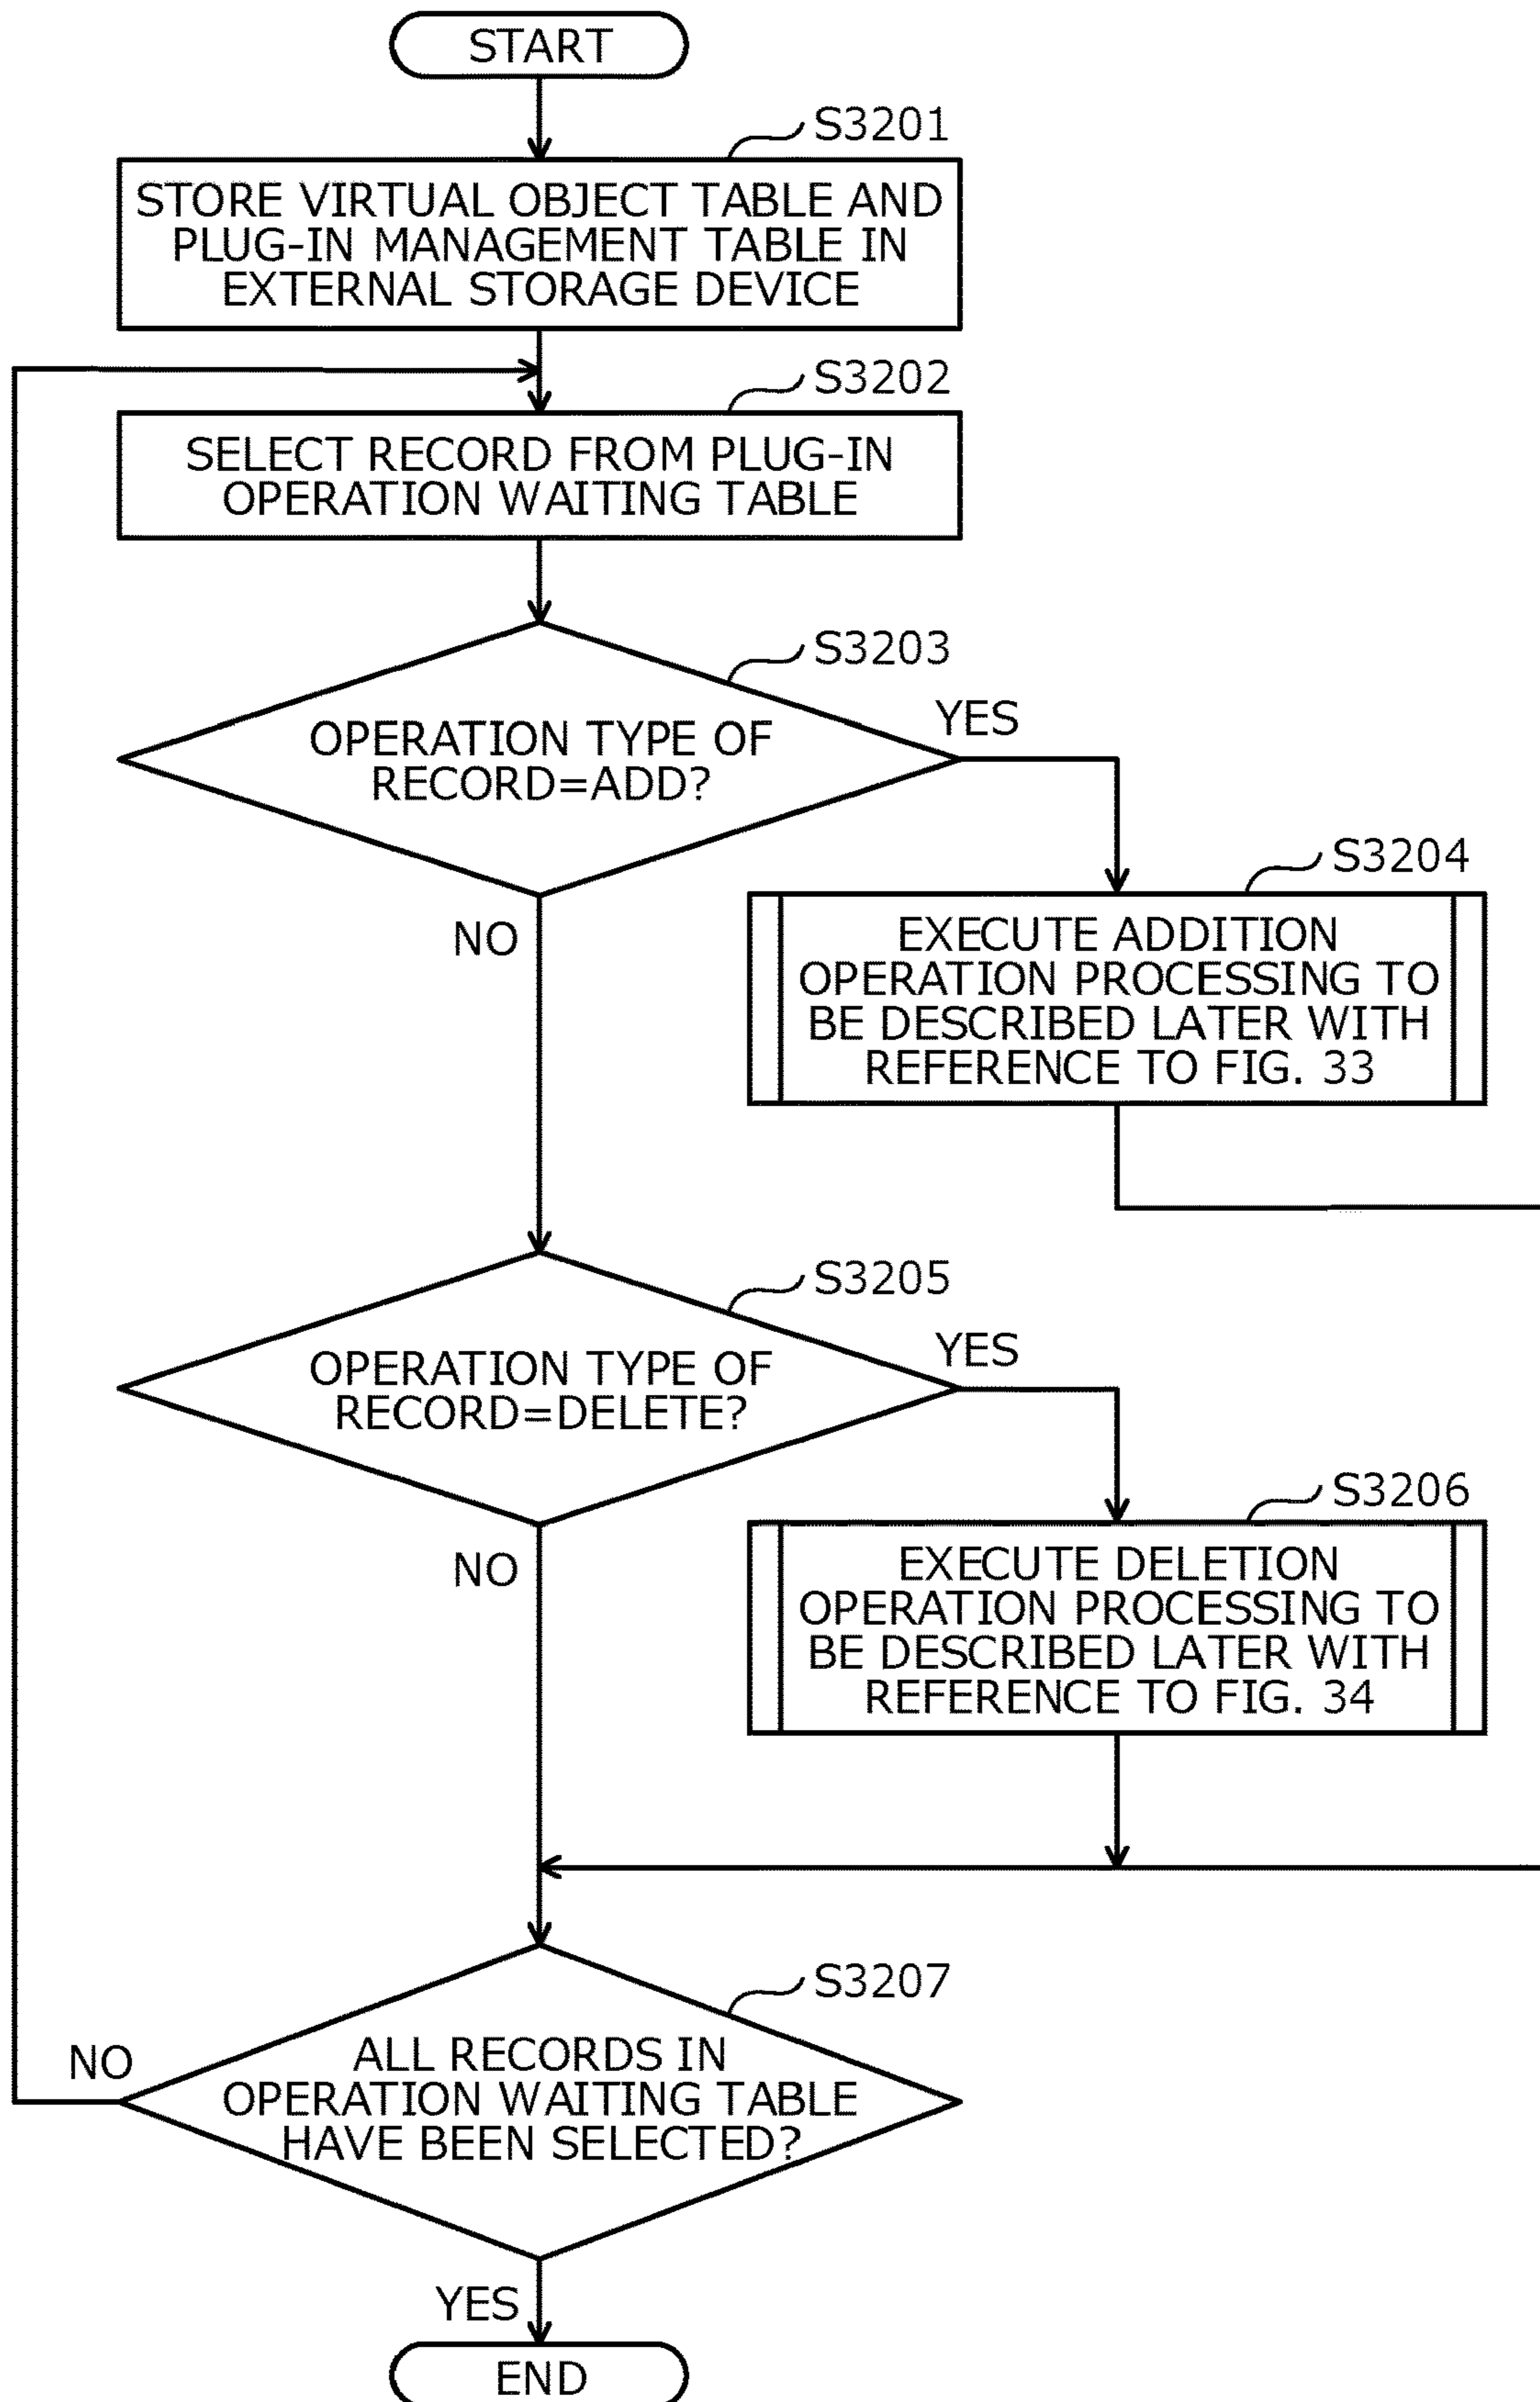 START
S3201
STORE VIRTUAL OBJECT TABLE AND
PLUG-IN MANAGEMENT TABLE IN
EXTERNAL STORAGE DEVICE
S3202
SELECT RECORD FROM PLUG-IN
OPERATION WAITING TABLE
S3203
OPERATION TYPE OF
RECORD=ADD?
YES
NO
S3204
EXECUTE ADDITION
OPERATION PROCESSING TO
BE DESCRIBED LATER WITH
REFERENCE TO FIG. 33
S3205
OPERATION TYPE OF
RECORD=DELETE?
YES
NO
S3206
EXECUTE DELETION
OPERATION PROCESSING TO
BE DESCRIBED LATER WITH
REFERENCE TO FIG. 34
S3207
ALL RECORDS IN
OPERATION WAITING TABLE
HAVE BEEN SELECTED?
NO
YES
END